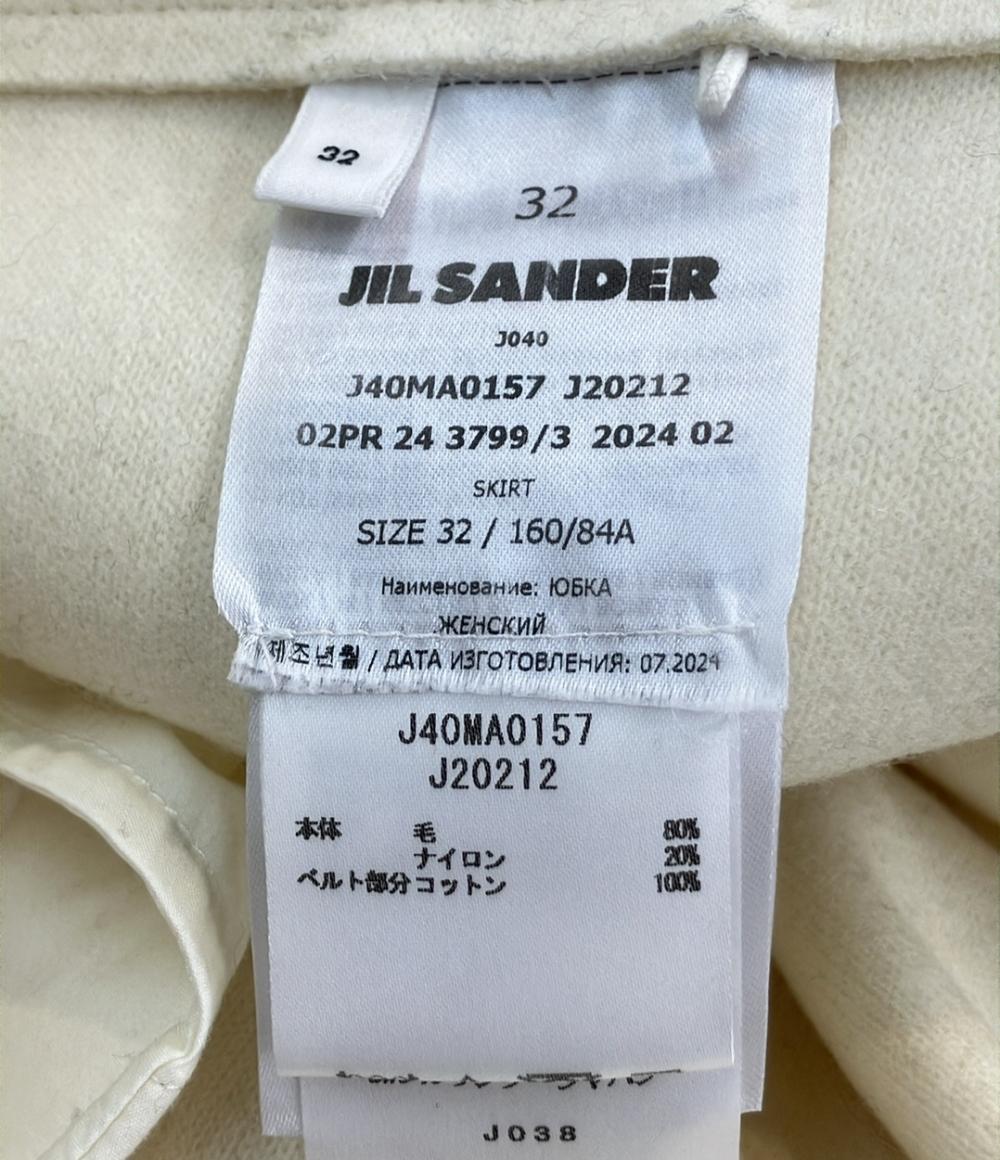 32
32
JIL SANDER
J040
J40MA0157 J20212
02PR 24 3799/3 2024 02
SKIRT
SIZE 32 / 160/84A
Наименование: ЮБКА
ЖЕНСКИЙ
제조년월 / ДАТА ИЗГОТОВЛЕНИЯ: 07.2024
J40MA0157
J20212
本体 毛 80%
ナイロン 20%
ベルト部分 コットン 100%
J038